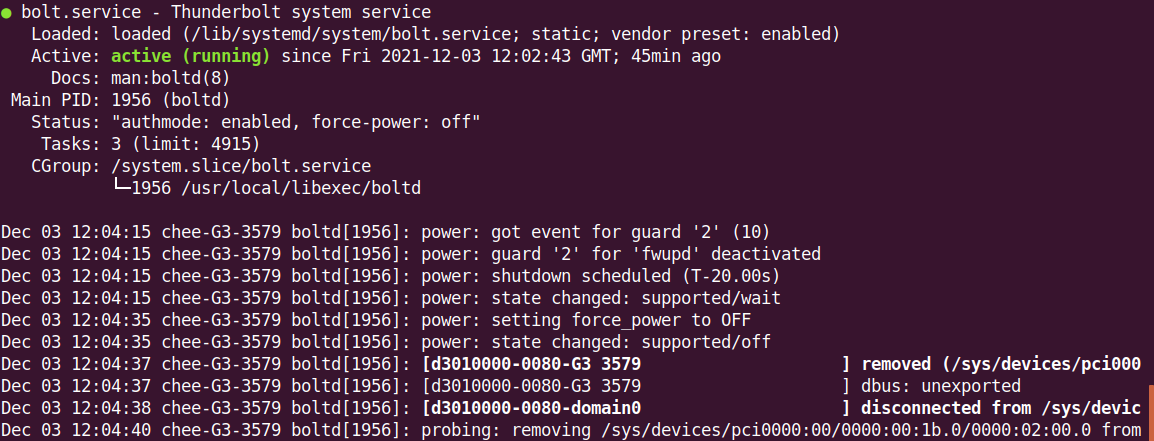 ● bolt.service - Thunderbolt system service
Loaded: loaded (/lib/systemd/system/bolt.service; static; vendor preset: enabled)
Active: active (running) since Fri 2021-12-03 12:02:43 GMT; 45min ago
Docs: man:boltd(8)
Main PID: 1956 (boltd)
Status: "authmode: enabled, force-power: off"
Tasks: 3 (limit: 4915)
CGroup: /system.slice/bolt.service
└─1956 /usr/local/libexec/boltd
Dec 03 12:04:15 chee-G3-3579 boltd[1956]: power: got event for guard '2' (10)
Dec 03 12:04:15 chee-G3-3579 boltd[1956]: power: guard '2' for 'fwupd' deactivated
Dec 03 12:04:15 chee-G3-3579 boltd[1956]: power: shutdown scheduled (T-20.00s)
Dec 03 12:04:15 chee-G3-3579 boltd[1956]: power: state changed: supported/wait
Dec 03 12:04:35 chee-G3-3579 boltd[1956]: power: setting force_power to OFF
Dec 03 12:04:35 chee-G3-3579 boltd[1956]: power: state changed: supported/off
Dec 03 12:04:37 chee-G3-3579 boltd[1956]: [d3010000-0080-G3 3579 ] removed (/sys/devices/pci000
Dec 03 12:04:37 chee-G3-3579 boltd[1956]: [d3010000-0080-G3 3579 ] dbus: unexported
Dec 03 12:04:38 chee-G3-3579 boltd[1956]: [d3010000-0080-domain0 ] disconnected from /sys/devic
Dec 03 12:04:40 chee-G3-3579 boltd[1956]: probing: removing /sys/devices/pci0000:00/0000:00:1b.0/0000:02:00.0 from